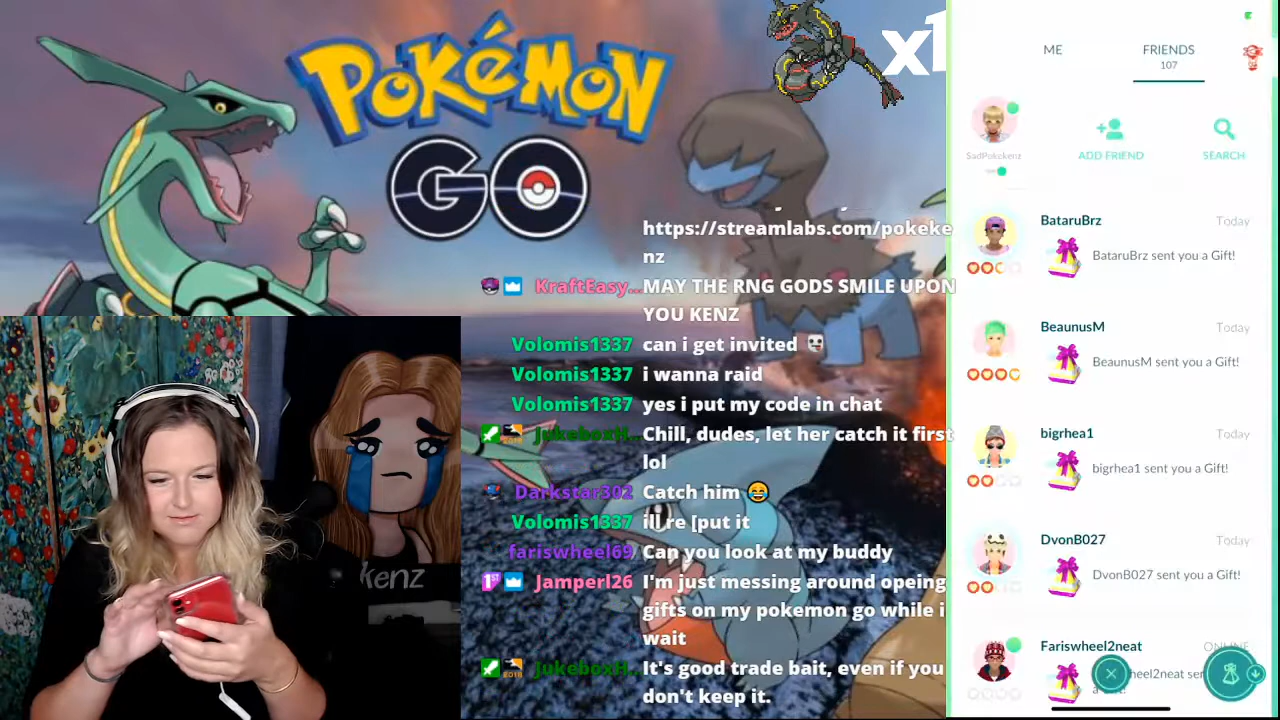 POKéMON
GO
x1
https://streamlabs.com/pokeke
nz
KraftEasy... MAY THE RNG GODS SMILE UPON
YOU KENZ
Volomis1337 can i get invited
Volomis1337 i wanna raid
Volomis1337 yes i put my code in chat
JukeboxH... Chill, dudes, let her catch it first
lol
Darkstar302 Catch him
Volomis1337 ill re [put it
fariswheel69 Can you look at my buddy
Jamperl26 I'm just messing around opeing
gifts on my pokemon go while i
wait
JukeboxH... It's good trade bait, even if you
don't keep it.
kenz
ME
FRIENDS
107
SadPokekenz
ADD FRIEND
SEARCH
BataruBrz Today
BataruBrz sent you a Gift!
BeaunusM Today
BeaunusM sent you a Gift!
bigrhea1 Today
bigrhea1 sent you a Gift!
DvonB027 Today
DvonB027 sent you a Gift!
Fariswheel2neat ONLINE